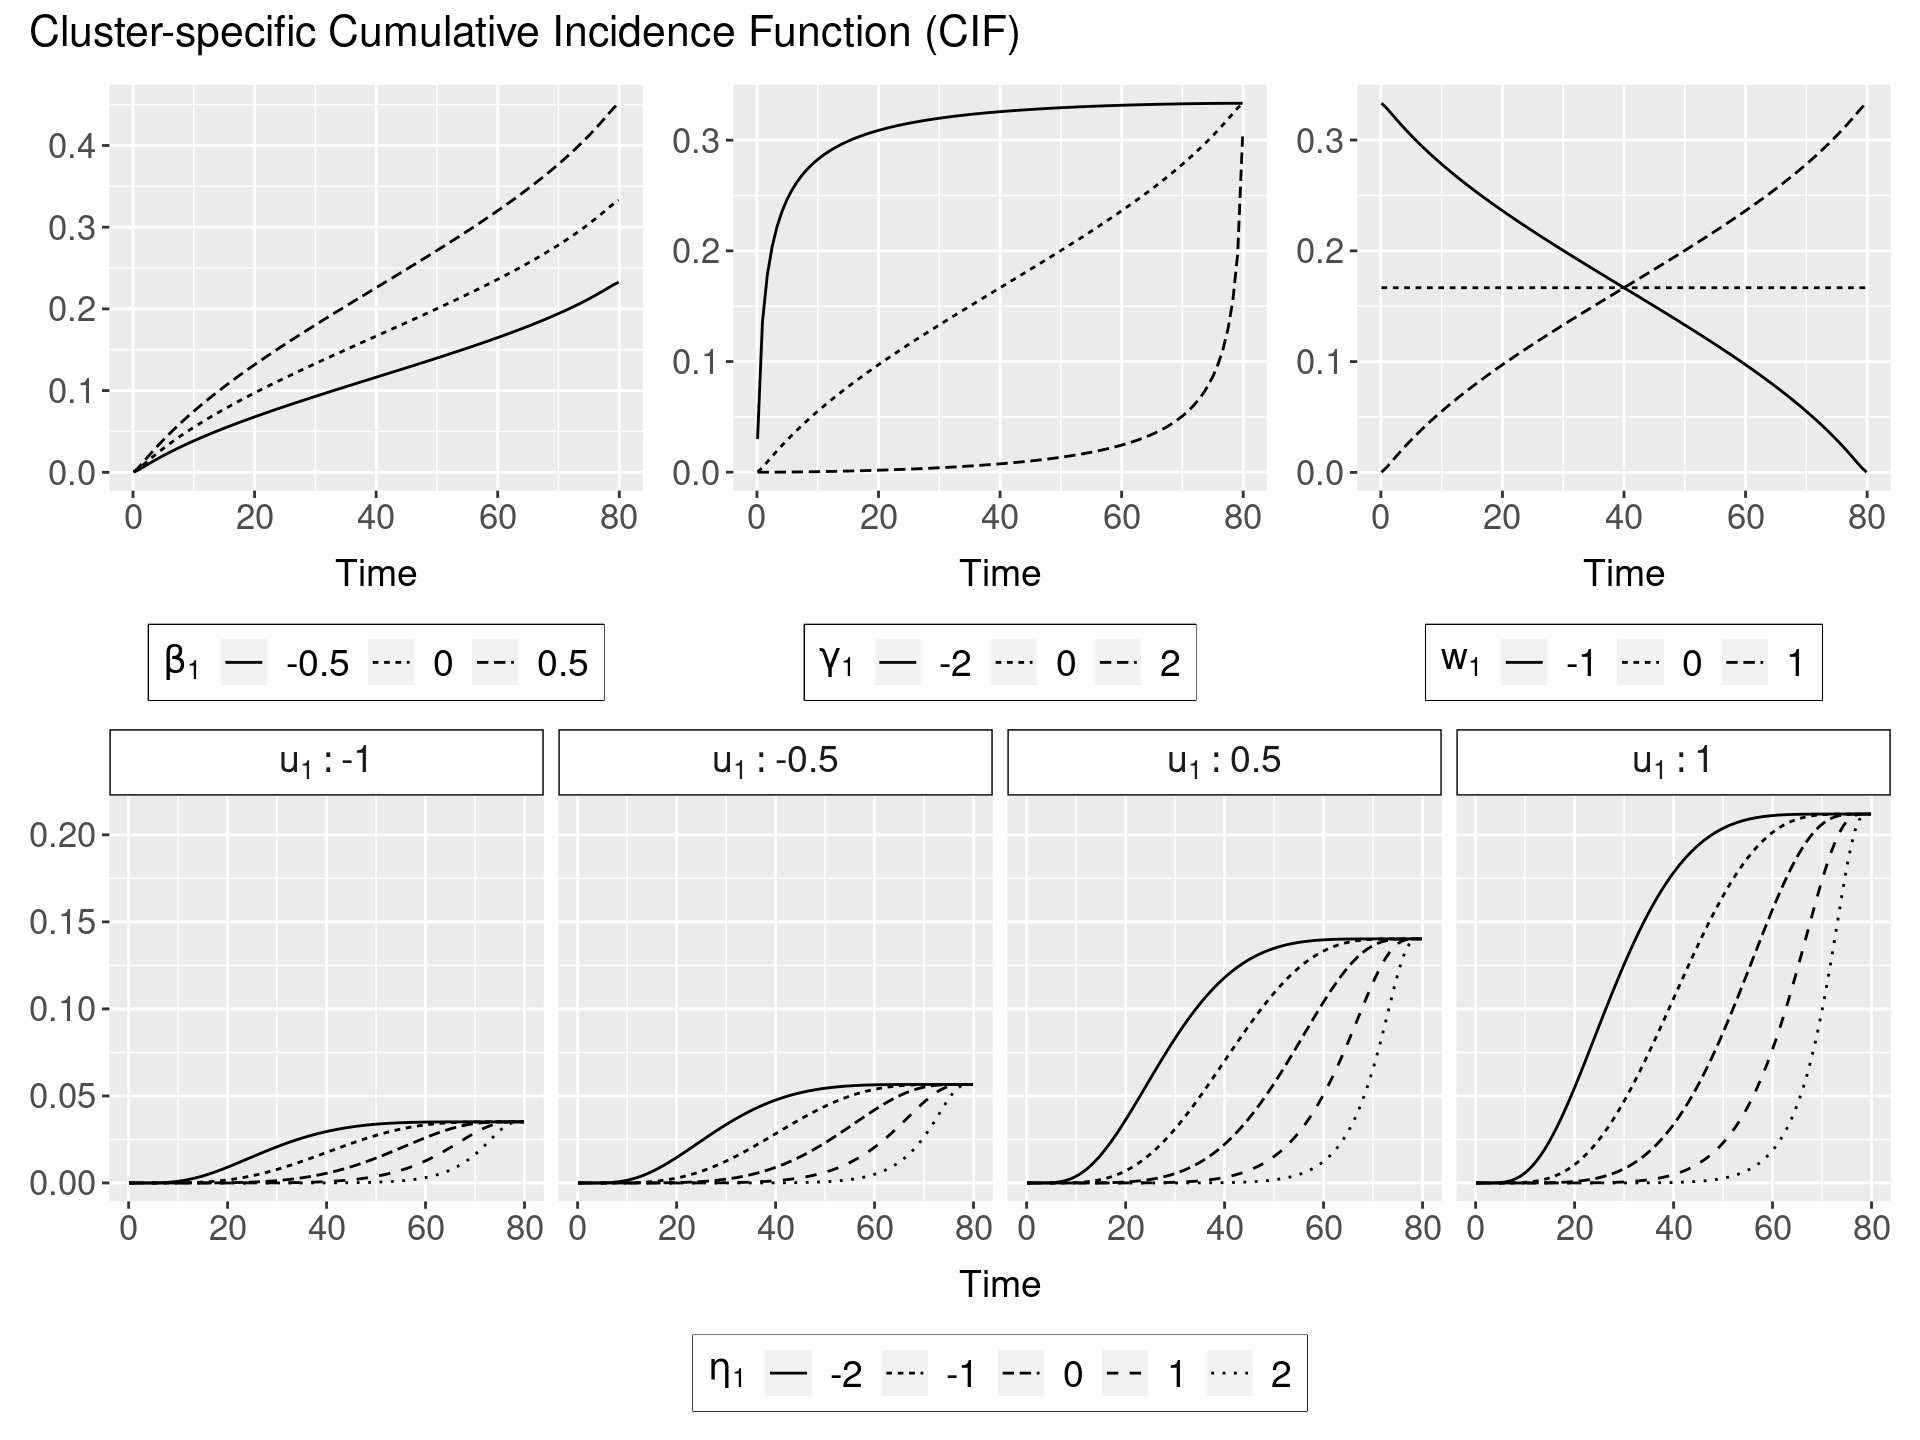 Cluster-specific Cumulative Incidence Function (CIF)
0.4
0.3
0.2
0.1
0.0
0 20 40 60 80
Time
β₁ -0.5 0 0.5
0.3
0.2
0.1
0.0
0 20 40 60 80
Time
γ₁ -2 0 2
0.3
0.2
0.1
0.0
0 20 40 60 80
Time
w₁ -1 0 1
u₁ : -1 u₁ : -0.5 u₁ : 0.5 u₁ : 1
0.20
0.15
0.10
0.05
0.00
0 20 40 60 80 0 20 40 60 80 0 20 40 60 80 0 20 40 60 80
Time
η₁ -2 -1 0 1 2